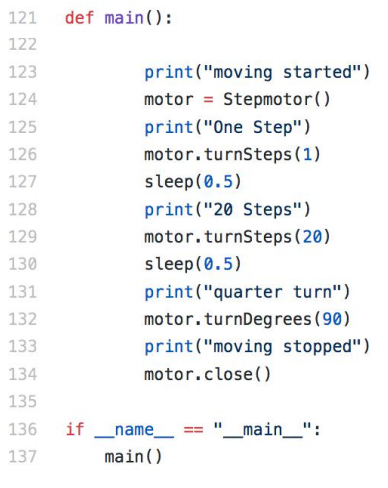 121 def main():
122
123 print("moving started")
124 motor = Stepmotor()
125 print("One Step")
126 motor.turnSteps(1)
127 sleep(0.5)
128 print("20 Steps")
129 motor.turnSteps(20)
130 sleep(0.5)
131 print("quarter turn")
132 motor.turnDegrees(90)
133 print("moving stopped")
134 motor.close()
135
136 if __name__ == "__main__":
137 main()